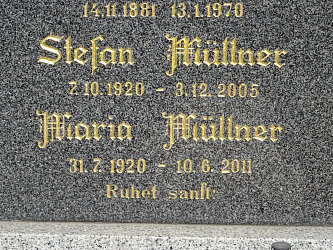 14.11.1881 13.1.1970
Stefan Müllner
7.10.1920 - 3.12.2005
Maria Müllner
31.7.1920 - 10.6.2011
Ruhet sanft